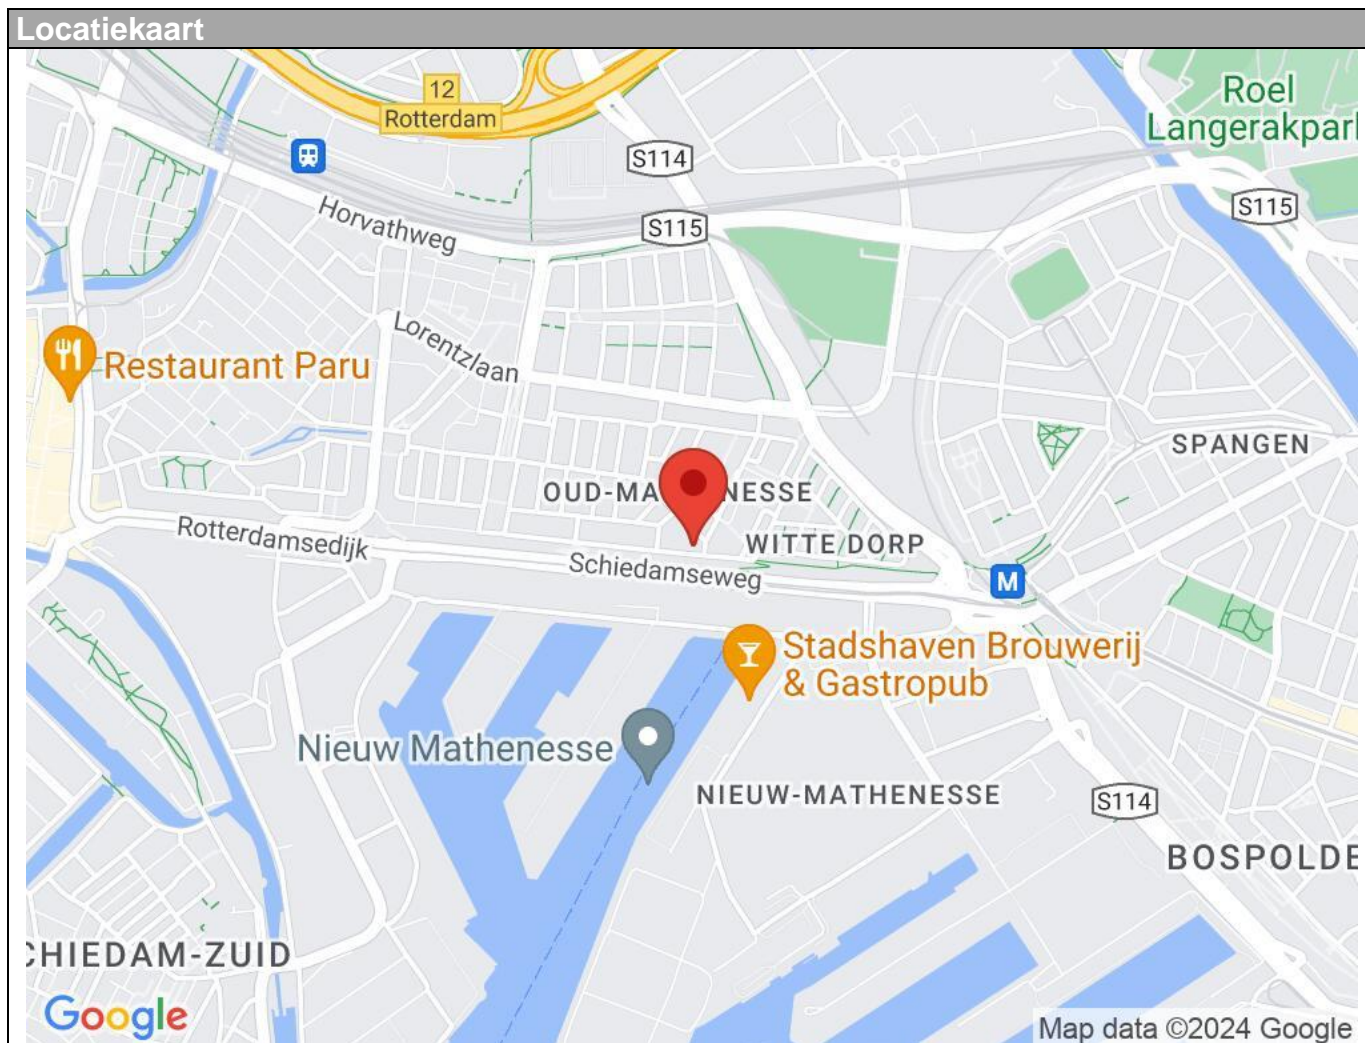 Locatiekaart
12
Rotterdam
Roel
Langerakpark
S114
S115
S115
Horvathweg
Lorentzlaan
Restaurant Paru
SPANGEN
OUD-MA NESSE
Rotterdamsedijk
WITTE DORP
Schiedamseweg
M
Stadshaven Brouwerij
& Gastropub
Nieuw Mathenesse
NIEUW-MATHENESSE
S114
BOSPOLDE
CHIEDAM-ZUID
Google
Map data ©2024 Google